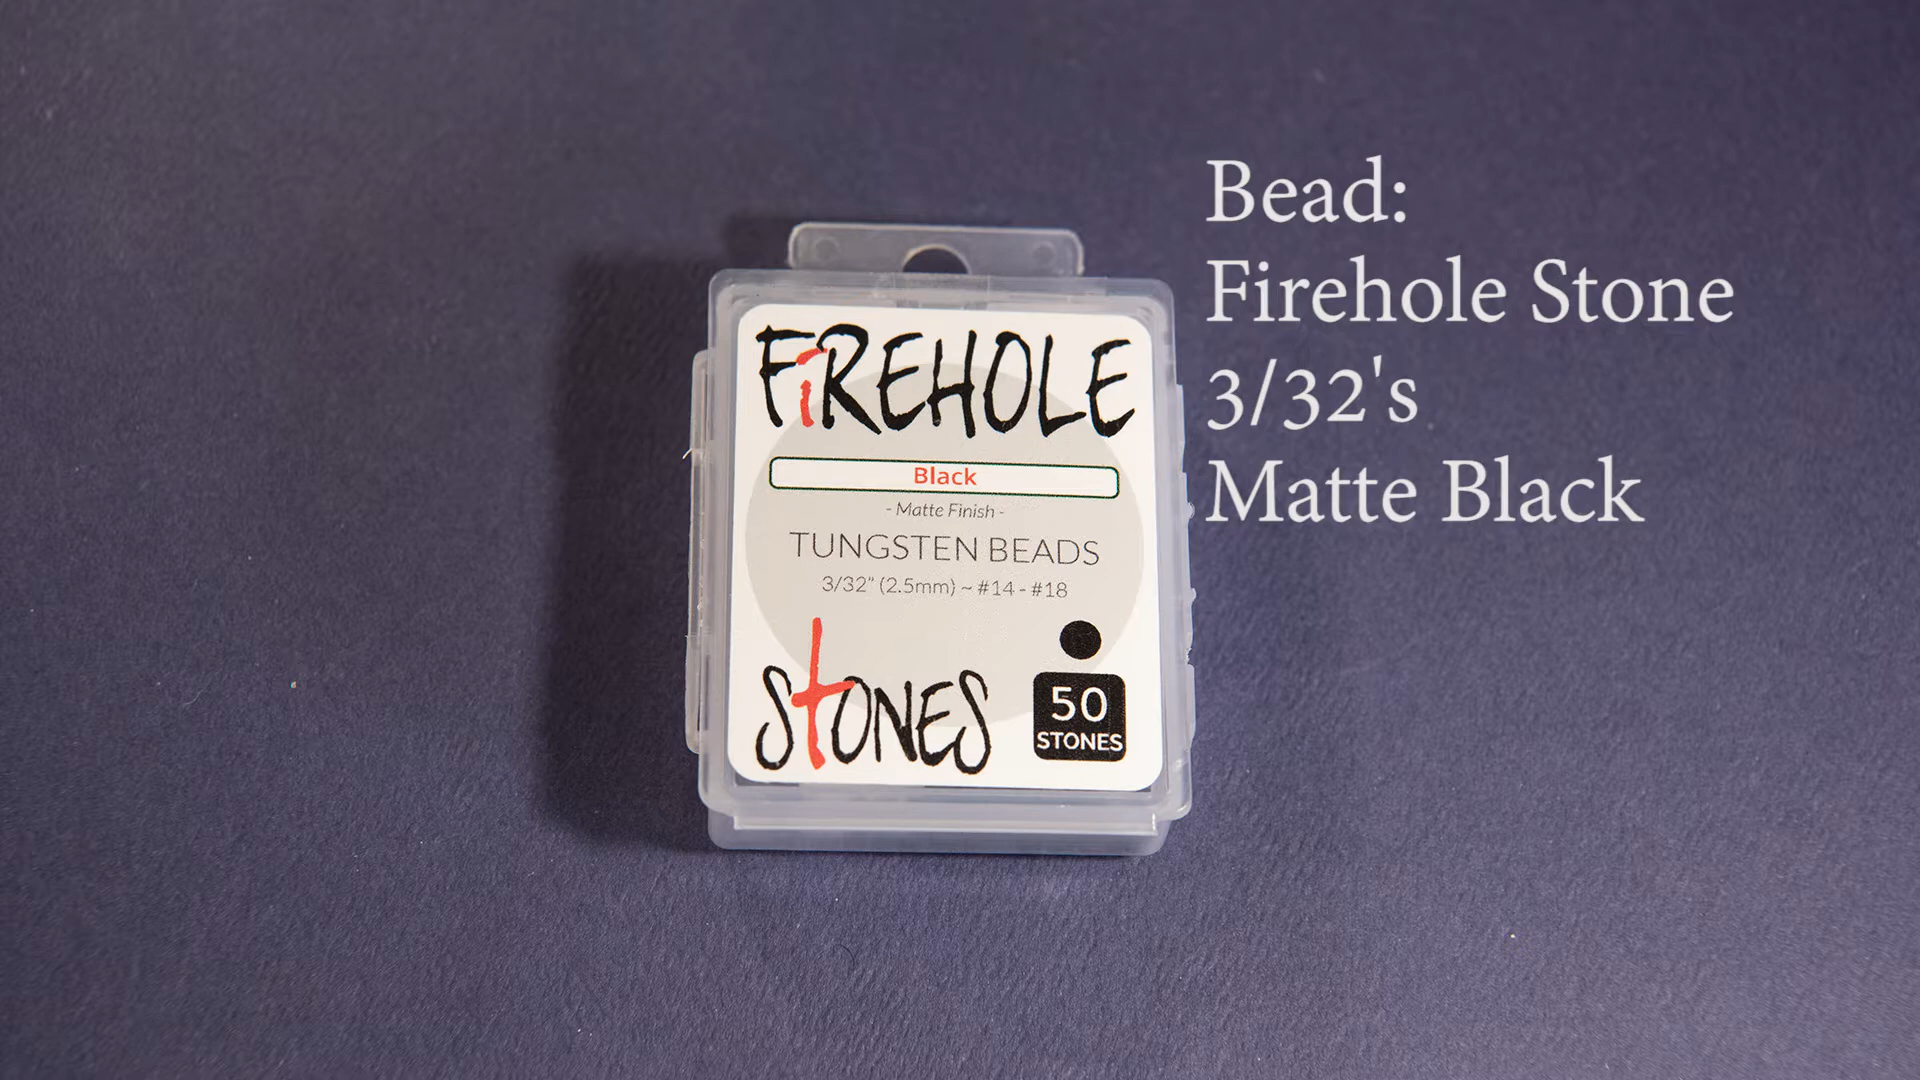 FiREHOLE
Black
- Matte Finish -
TUNGSTEN BEADS
3/32" (2.5mm) ~ #14 - #18
StONES
50
STONES
Bead:
Firehole Stone
3/32's
Matte Black